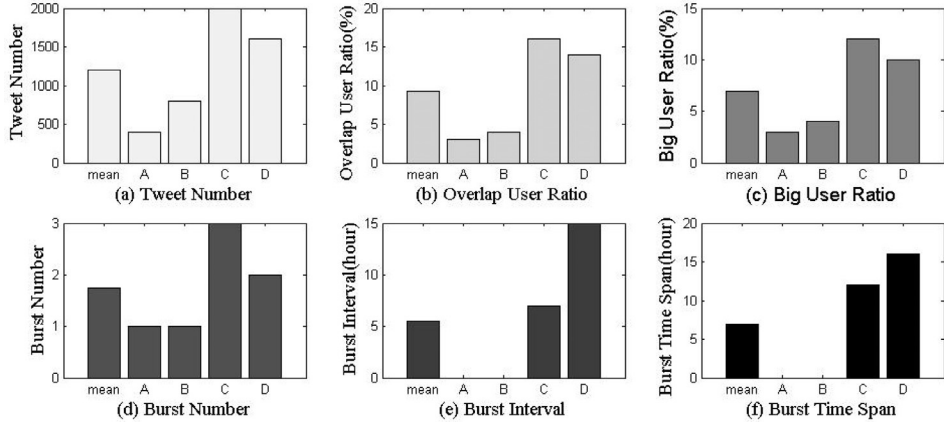 Tweet Number
2000
1500
1000
500
0
mean A B C D
(a) Tweet Number
Overlap User Ratio(%)
20
15
10
5
0
mean A B C D
(b) Overlap User Ratio
Big User Ratio(%)
15
10
5
0
mean A B C D
(c) Big User Ratio
Burst Number
3
2
1
0
mean A B C D
(d) Burst Number
Burst Interval(hour)
15
10
5
0
mean A B C D
(e) Burst Interval
Burst Time Span(hour)
20
15
10
5
0
mean A B C D
(f) Burst Time Span